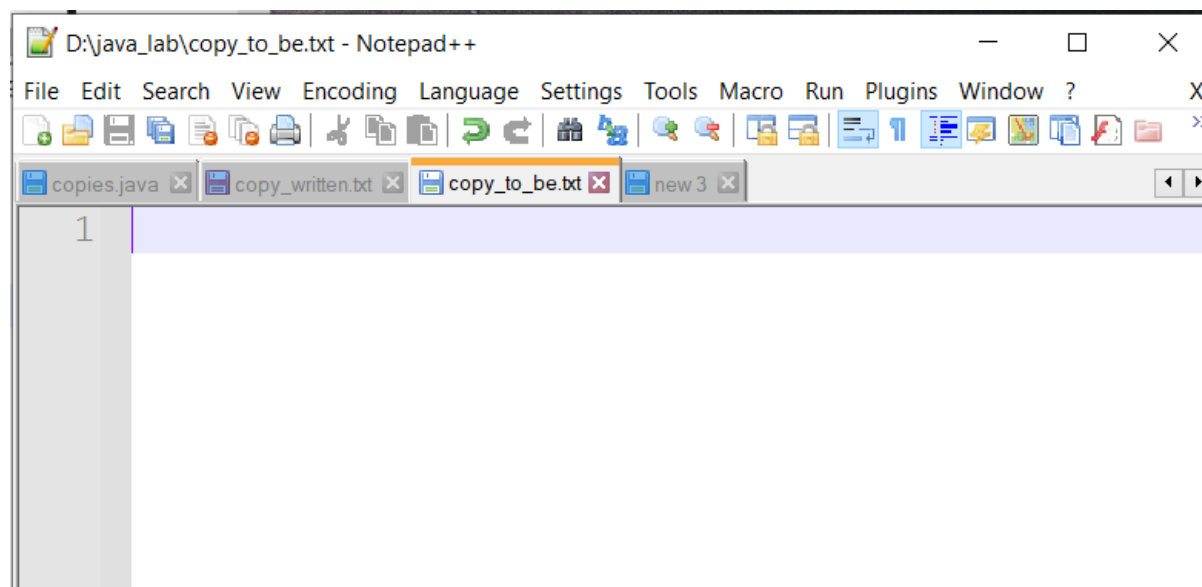 D:\java_lab\copy_to_be.txt - Notepad++
File Edit Search View Encoding Language Settings Tools Macro Run Plugins Window ? X
copies.java copy_written.txt copy_to_be.txt new 3
1